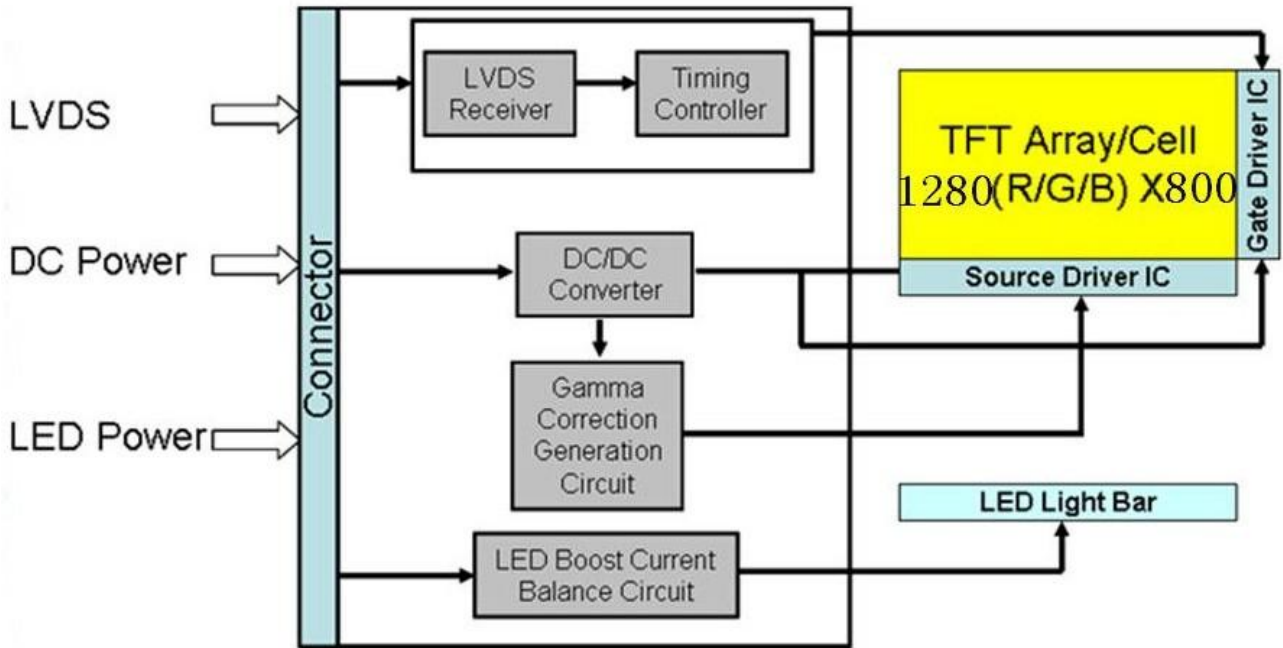 LVDS
DC Power
LED Power
Connector
LVDS
Receiver
Timing
Controller
DC/DC
Converter
Gamma
Correction
Generation
Circuit
LED Boost Current
Balance Circuit
TFT Array/Cell
1280(R/G/B) X800
Gate Driver IC
Source Driver IC
LED Light Bar